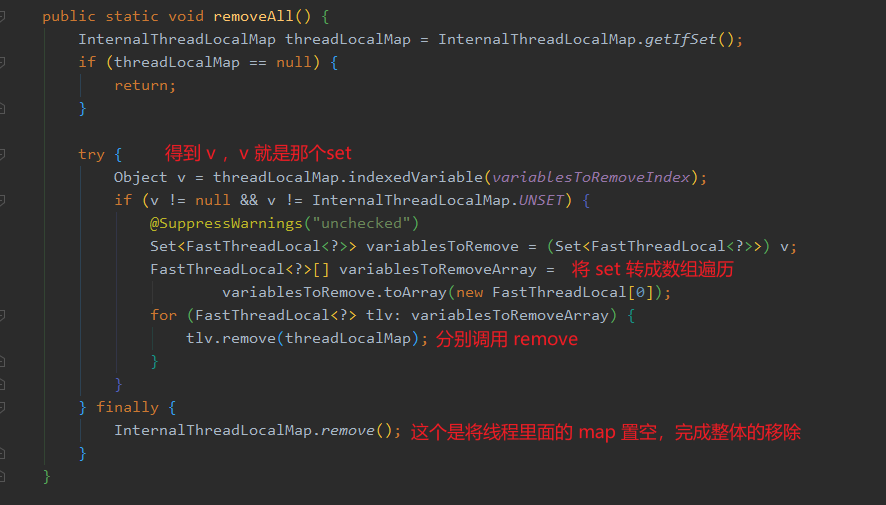 public static void removeAll() {
InternalThreadLocalMap threadLocalMap = InternalThreadLocalMap.getIfSet();
if (threadLocalMap == null) {
return;
}
try { 得到 v ，v 就是那个set
Object v = threadLocalMap.indexedVariable(variablesToRemoveIndex);
if (v != null && v != InternalThreadLocalMap.UNSET) {
@SuppressWarnings("unchecked")
Set<FastThreadLocal<?>> variablesToRemove = (Set<FastThreadLocal<?>>) v;
FastThreadLocal<?>[] variablesToRemoveArray = 将 set 转成数组遍历
variablesToRemove.toArray(new FastThreadLocal[0]);
for (FastThreadLocal<?> tlv: variablesToRemoveArray) {
tlv.remove(threadLocalMap); 分别调用 remove
}
}
} finally {
InternalThreadLocalMap.remove(); 这个是将线程里面的 map 置空，完成整体的移除
}
}